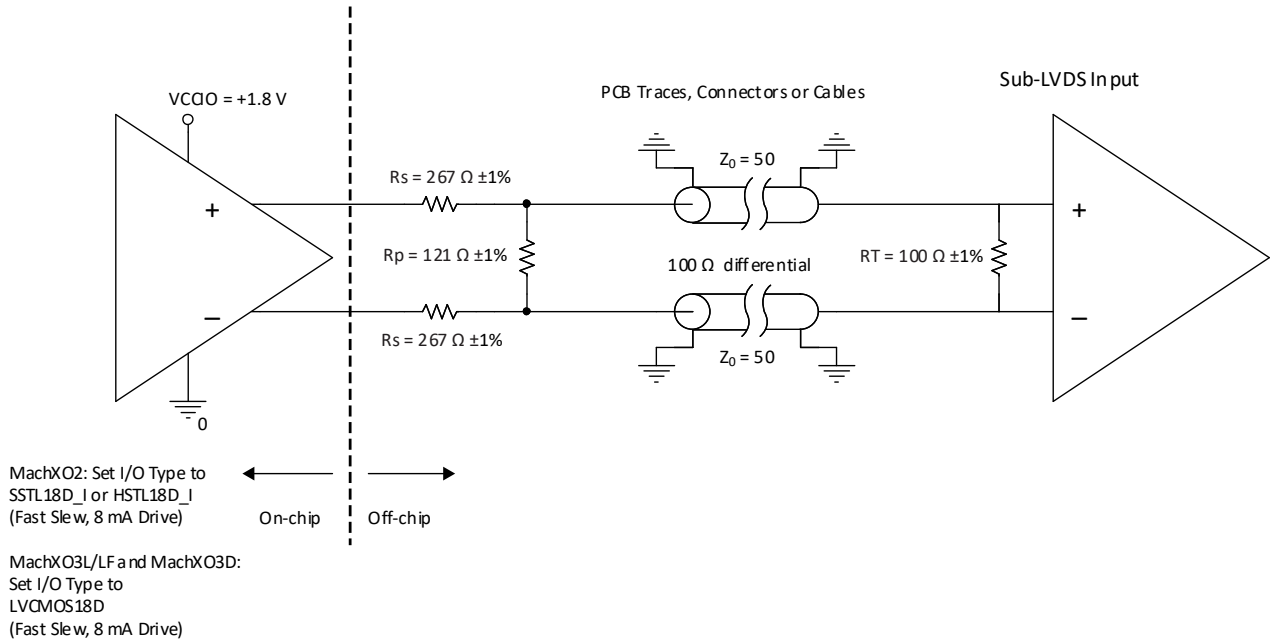 VCCIO = +1.8 V
PCB Traces, Connectors or Cables
Sub-LVDS Input
Z0 = 50
Rs = 267 Ω ±1%
+
+
Rp = 121 Ω ±1%
100 Ω differential
RT = 100 Ω ±1%
−
−
Rs = 267 Ω ±1%
Z0 = 50
0
MachXO2: Set I/O Type to
SSTL18D_I or HSTL18D_I
(Fast Slew, 8 mA Drive)
On-chip
Off-chip
MachXO3L/LF and MachXO3D:
Set I/O Type to
LVCMOS18D
(Fast Slew, 8 mA Drive)